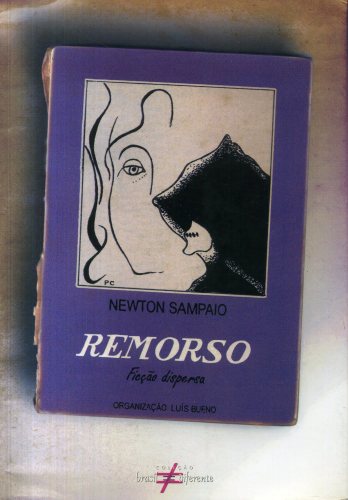 PC
NEWTON SAMPAIO
REMORSO
Ficção dispersa
ORGANIZAÇÃO LUÍS BUENO
COLEÇÃO
brasil ≠ diferente